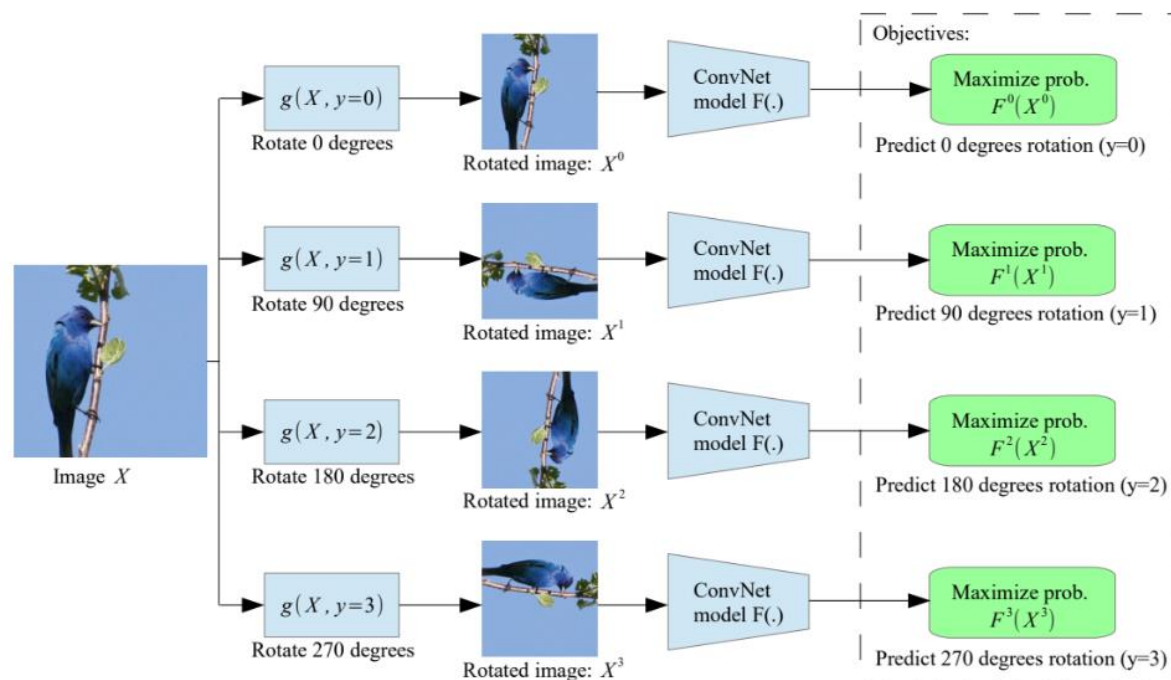 Objectives:
g(X, y=0)
Rotate 0 degrees
Rotated image: X⁰
ConvNet
model F(.)
Maximize prob.
F⁰(X⁰)
Predict 0 degrees rotation (y=0)
g(X, y=1)
Rotate 90 degrees
Rotated image: X¹
ConvNet
model F(.)
Maximize prob.
F¹(X¹)
Predict 90 degrees rotation (y=1)
Image X
g(X, y=2)
Rotate 180 degrees
Rotated image: X²
ConvNet
model F(.)
Maximize prob.
F²(X²)
Predict 180 degrees rotation (y=2)
g(X, y=3)
Rotate 270 degrees
Rotated image: X³
ConvNet
model F(.)
Maximize prob.
F³(X³)
Predict 270 degrees rotation (y=3)